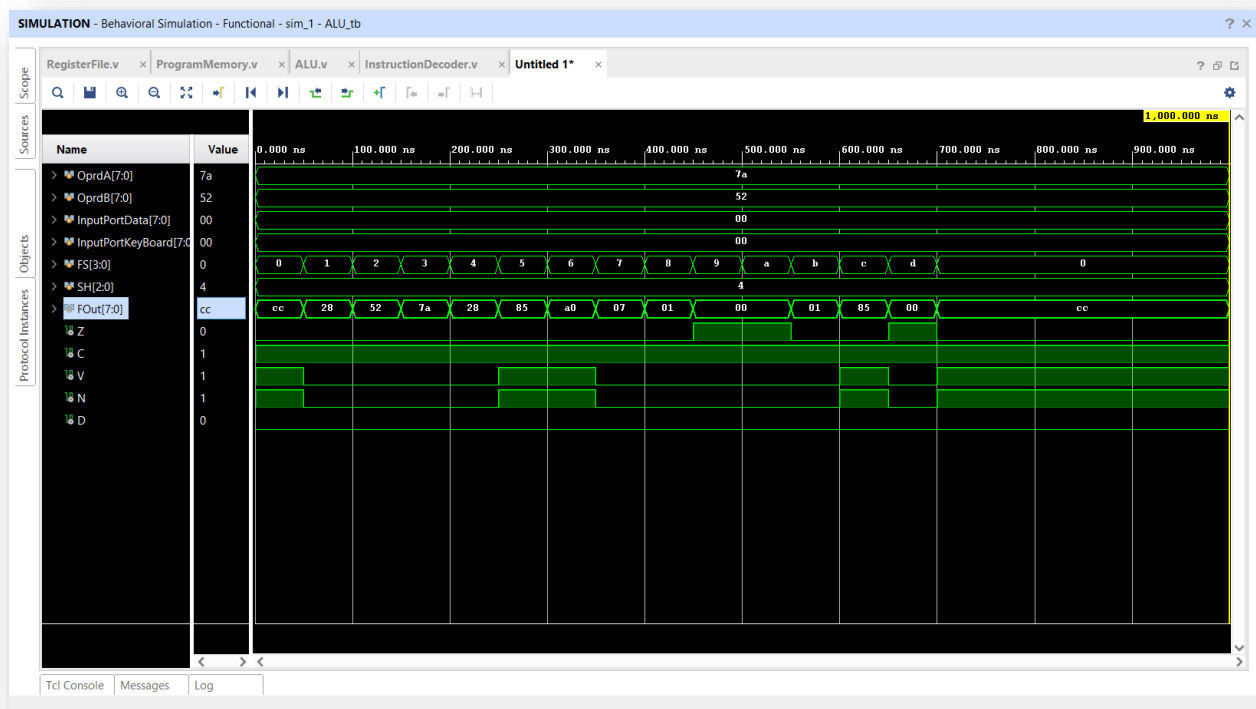 SIMULATION - Behavioral Simulation - Functional - sim_1 - ALU_tb
? ×
RegisterFile.v × ProgramMemory.v × ALU.v × InstructionDecoder.v × Untitled 1* ×
?
Scope
Sources
Objects
Protocol Instances
1,000.000 ns
Name Value
0.000 ns 100.000 ns 200.000 ns 300.000 ns 400.000 ns 500.000 ns 600.000 ns 700.000 ns 800.000 ns 900.000 ns
OprdA[7:0] 7a 7a
OprdB[7:0] 52 52
InputPortData[7:0] 00 00
InputPortKeyBoard[7:0 00 00
FS[3:0] 0 0 1 2 3 4 5 6 7 8 9 a b c d 0
SH[2:0] 4 4
FOut[7:0] cc cc 28 52 7a 28 85 a0 07 01 00 01 85 00 cc
Z 0
C 1
V 1
N 1
D 0
Tcl Console Messages Log